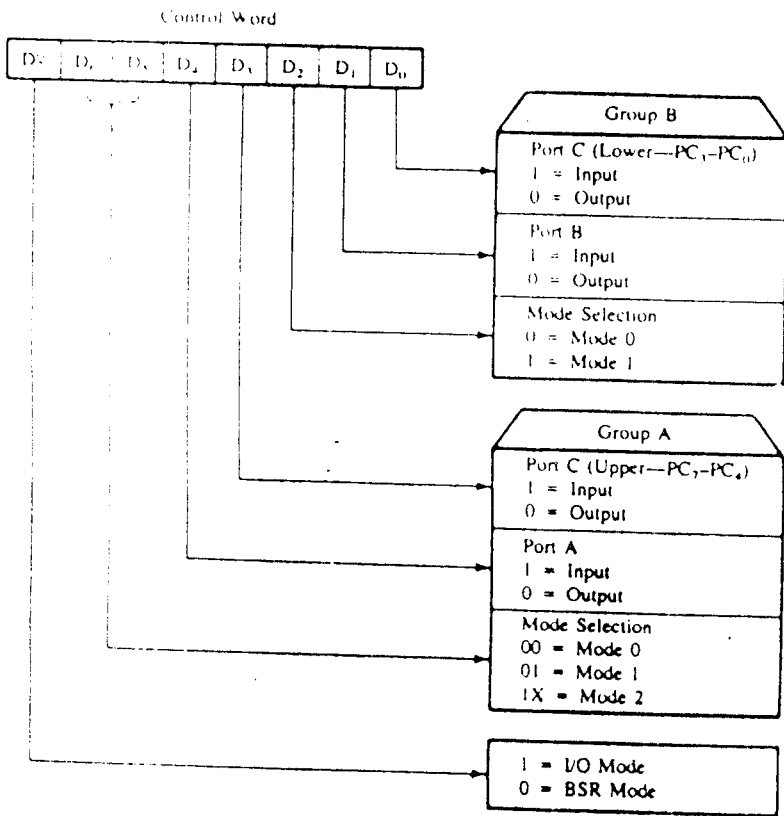 Control Word
D7 D6 D5 D₄ D₃ D₂ D₁ D₀
Group B
Port C (Lower—PC₃–PC₀)
1 = Input
0 = Output
Port B
1 = Input
0 = Output
Mode Selection
0 = Mode 0
1 = Mode 1
Group A
Port C (Upper—PC₇–PC₄)
1 = Input
0 = Output
Port A
1 = Input
0 = Output
Mode Selection
00 = Mode 0
01 = Mode 1
1X = Mode 2
1 = I/O Mode
0 = BSR Mode